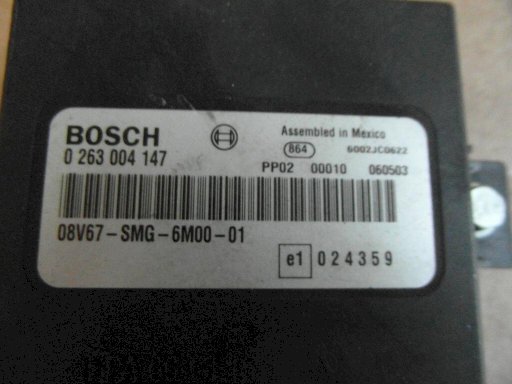 BOSCH
Assembled in Mexico
0 263 004 147
864 6002JC0622
PP02 00010 060503
08V67-SMG-6M00-01
e1 024359